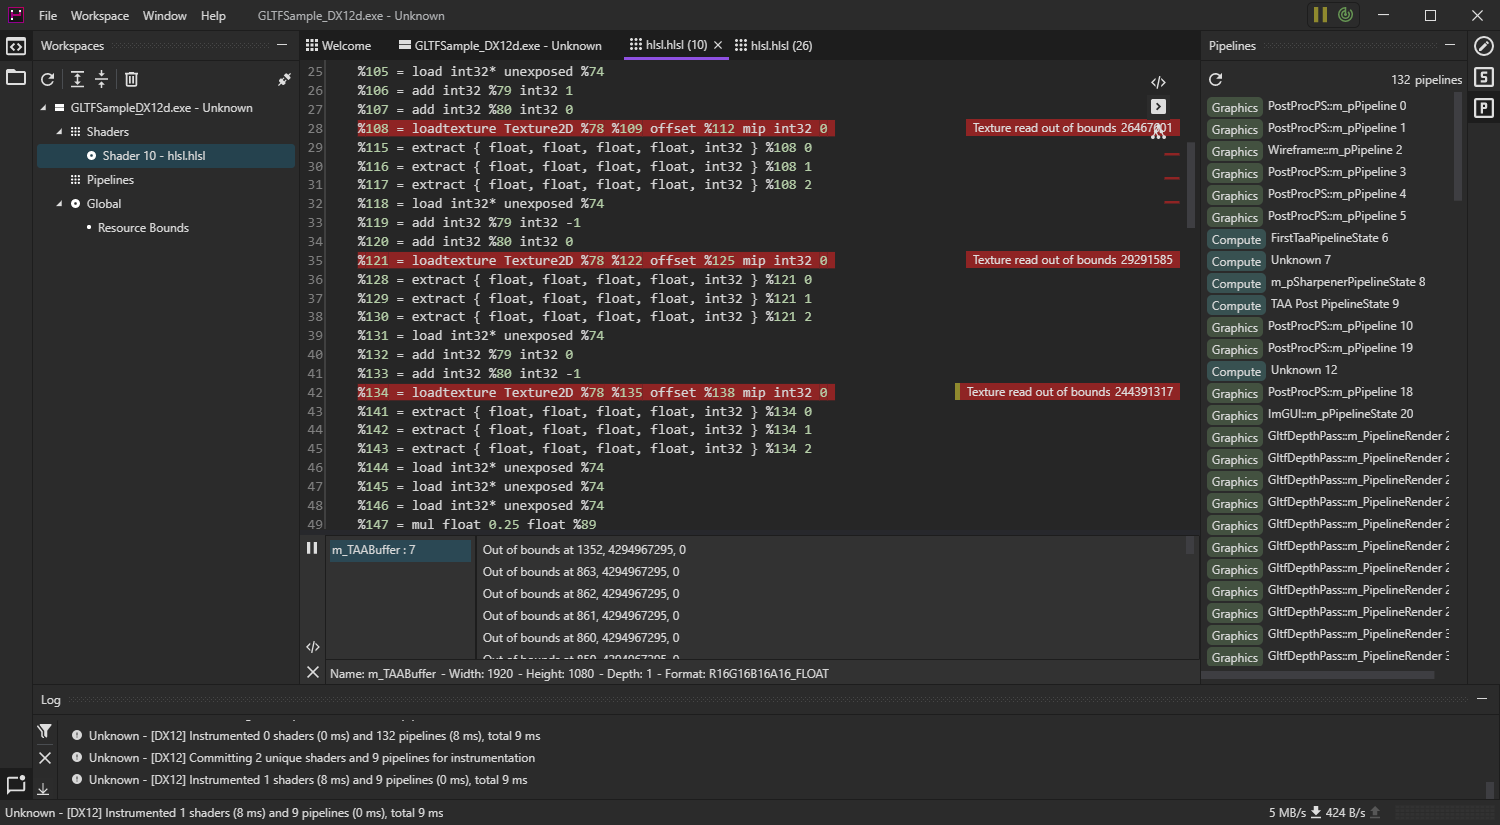 File Workspace Window Help GLTFSample_DX12d.exe - Unknown
Workspaces
GLTFSampleDX12d.exe - Unknown
Shaders
Shader 10 - hlsl.hlsl
Pipelines
Global
Resource Bounds
Welcome GLTFSample_DX12d.exe - Unknown hlsl.hlsl (10) hlsl.hlsl (26)
25 %105 = load int32* unexposed %74
26 %106 = add int32 %79 int32 1
27 %107 = add int32 %80 int32 0
28 %108 = loadtexture Texture2D %78 %109 offset %112 mip int32 0 Texture read out of bounds
29 %115 = extract { float, float, float, float, int32 } %108 0
30 %116 = extract { float, float, float, float, int32 } %108 1
31 %117 = extract { float, float, float, float, int32 } %108 2
32 %118 = load int32* unexposed %74
33 %119 = add int32 %79 int32 -1
34 %120 = add int32 %80 int32 0
35 %121 = loadtexture Texture2D %78 %122 offset %125 mip int32 0 Texture read out of bounds 29291585
36 %128 = extract { float, float, float, float, int32 } %121 0
37 %129 = extract { float, float, float, float, int32 } %121 1
38 %130 = extract { float, float, float, float, int32 } %121 2
39 %131 = load int32* unexposed %74
40 %132 = add int32 %79 int32 0
41 %133 = add int32 %80 int32 -1
42 %134 = loadtexture Texture2D %78 %135 offset %138 mip int32 0 Texture read out of bounds 244391317
43 %141 = extract { float, float, float, float, int32 } %134 0
44 %142 = extract { float, float, float, float, int32 } %134 1
45 %143 = extract { float, float, float, float, int32 } %134 2
46 %144 = load int32* unexposed %74
47 %145 = load int32* unexposed %74
48 %146 = load int32* unexposed %74
49 %147 = mul float 0.25 float %89
m_TAABuffer : 7
Out of bounds at 1352, 4294967295, 0
Out of bounds at 863, 4294967295, 0
Out of bounds at 862, 4294967295, 0
Out of bounds at 861, 4294967295, 0
Out of bounds at 860, 4294967295, 0
Name: m_TAABuffer - Width: 1920 - Height: 1080 - Depth: 1 - Format: R16G16B16A16_FLOAT
Pipelines
132 pipelines
Graphics PostProcPS::m_pPipeline 0
Graphics PostProcPS::m_pPipeline 1
Graphics Wireframe::m_pPipeline 2
Graphics PostProcPS::m_pPipeline 3
Graphics PostProcPS::m_pPipeline 4
Graphics PostProcPS::m_pPipeline 5
Compute FirstTaaPipelineState 6
Compute Unknown 7
Compute m_pSharpenerPipelineState 8
Compute TAA Post PipelineState 9
Graphics PostProcPS::m_pPipeline 10
Graphics PostProcPS::m_pPipeline 19
Compute Unknown 12
Graphics PostProcPS::m_pPipeline 18
Graphics ImGUI::m_pPipelineState 20
Graphics GltfDepthPass::m_PipelineRender 2
Graphics GltfDepthPass::m_PipelineRender 2
Graphics GltfDepthPass::m_PipelineRender 2
Graphics GltfDepthPass::m_PipelineRender 2
Graphics GltfDepthPass::m_PipelineRender 2
Graphics GltfDepthPass::m_PipelineRender 2
Graphics GltfDepthPass::m_PipelineRender 2
Graphics GltfDepthPass::m_PipelineRender 2
Graphics GltfDepthPass::m_PipelineRender 2
Graphics GltfDepthPass::m_PipelineRender 3
Graphics GltfDepthPass::m_PipelineRender 3
Log
Unknown - [DX12] Instrumented 0 shaders (0 ms) and 132 pipelines (8 ms), total 9 ms
Unknown - [DX12] Committing 2 unique shaders and 9 pipelines for instrumentation
Unknown - [DX12] Instrumented 1 shaders (8 ms) and 9 pipelines (0 ms), total 9 ms
Unknown - [DX12] Instrumented 1 shaders (8 ms) and 9 pipelines (0 ms), total 9 ms
5 MB/s 424 B/s